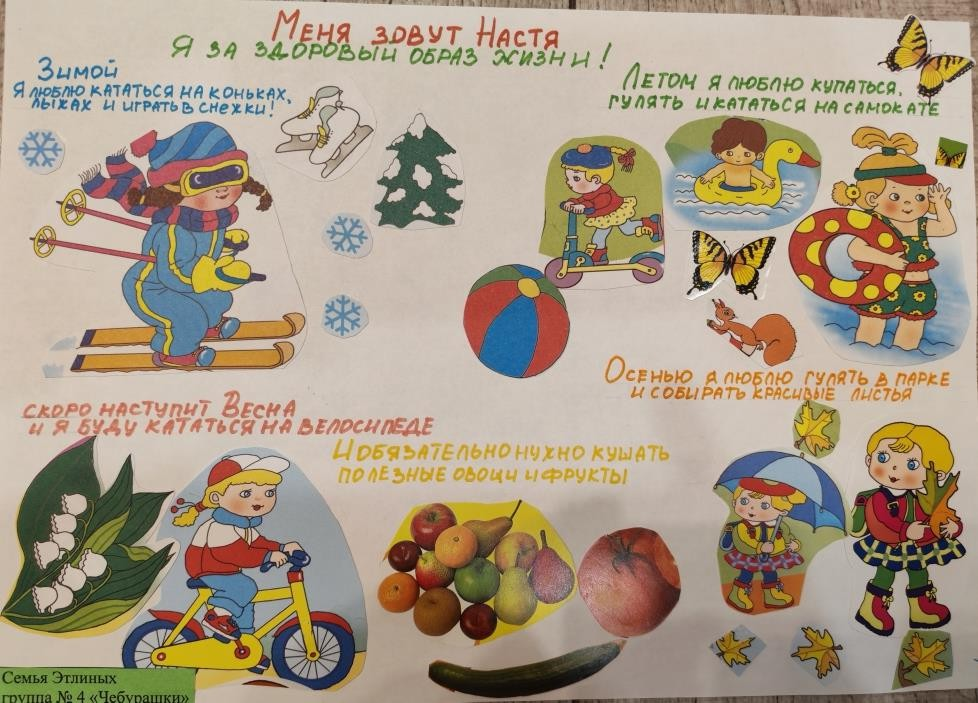 Меня зовут Настя
Я за здоровый образ жизни!
Зимой
Я люблю кататься на коньках,
лыжах и играть в снежки!
Летом я люблю купаться,
гулять и кататься на самокате
Осенью я люблю гулять в парке
и собирать красивые листья
скоро наступит Весна
и я буду кататься на велосипеде
И обязательно нужно кушать
полезные овощи и фрукты
Семья Этлиных
группа № 4 «Чебурашки»